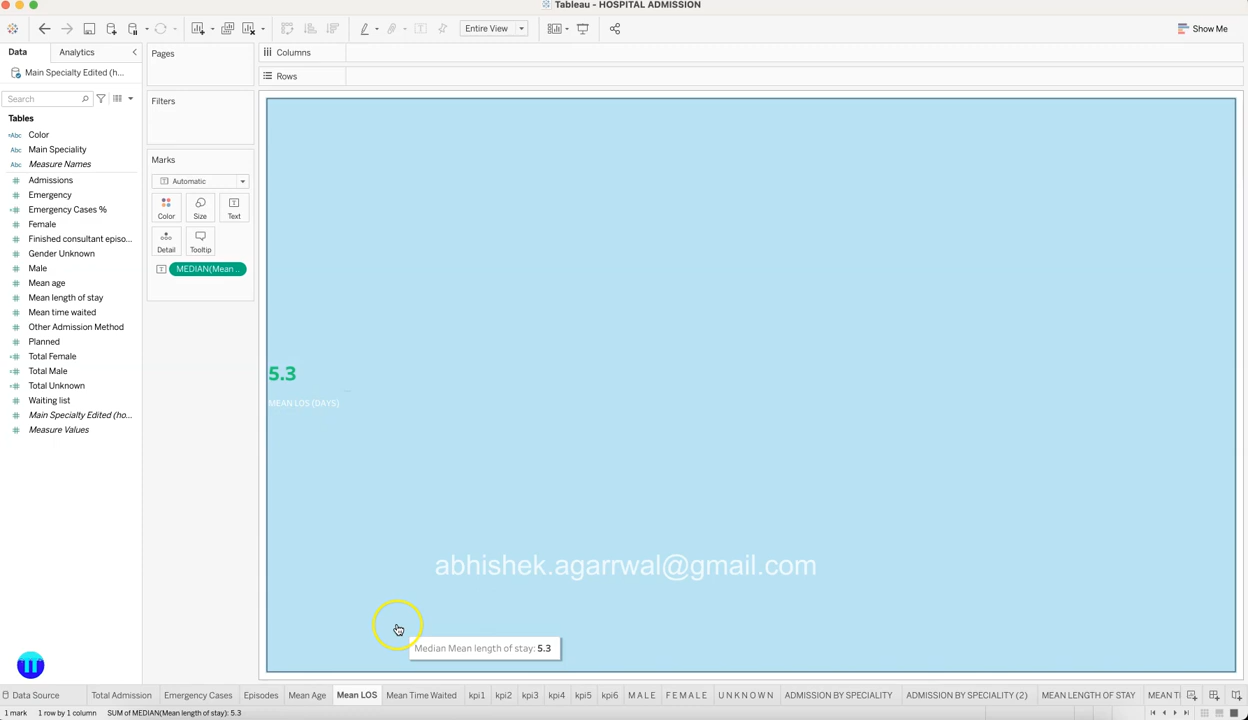 Tableau - HOSPITAL ADMISSION
Entire View
Show Me
Data Analytics
Pages
Columns
Main Specialty Edited (h...
Rows
Search
Filters
Tables
Color
Main Speciality
Measure Names
Admissions
Emergency
Emergency Cases %
Female
Finished consultant episo...
Gender Unknown
Male
Mean age
Mean length of stay
Mean time waited
Other Admission Method
Planned
Total Female
Total Male
Total Unknown
Waiting list
Main Specialty Edited (ho...
Measure Values
Marks
Automatic
Color Size Text
Detail Tooltip
MEDIAN(Mean..
5.3
MEAN LOS (DAYS)
abhishek.agarrwal@gmail.com
Median Mean length of stay: 5.3
Data Source Total Admission Emergency Cases Episodes Mean Age Mean LOS Mean Time Waited kpi1 kpi2 kpi3 kpi4 kpi5 kpi6 M A L E F E M A L E U N K N O W N ADMISSION BY SPECIALITY ADMISSION BY SPECIALITY (2) MEAN LENGTH OF STAY MEAN TI
1 mark 1 row by 1 column SUM of MEDIAN(Mean length of stay): 5.3